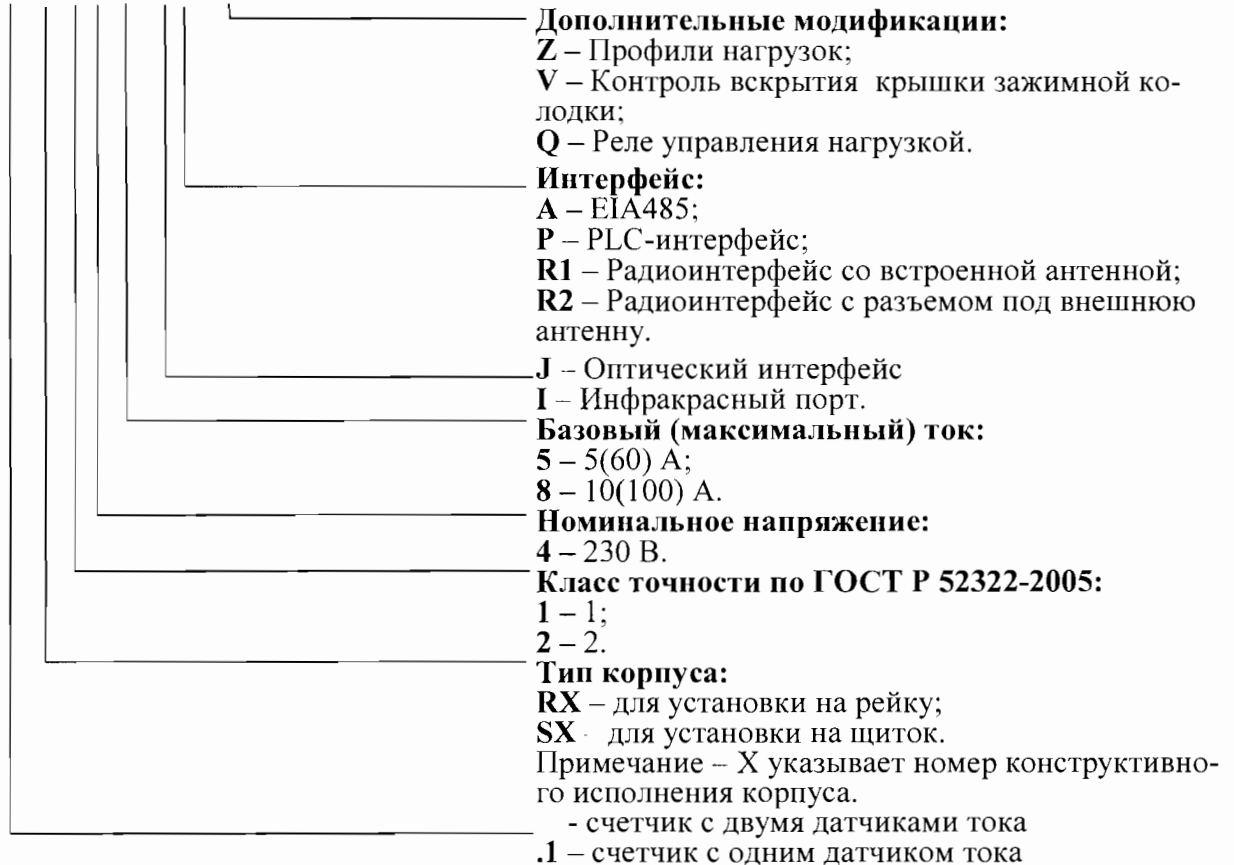 Дополнительные модификации:
Z – Профили нагрузок;
V – Контроль вскрытия крышки зажимной ко-
лодки;
Q – Реле управления нагрузкой.
Интерфейс:
A – EIA485;
P – PLC-интерфейс;
R1 – Радиоинтерфейс со встроенной антенной;
R2 – Радиоинтерфейс с разъемом под внешнюю
антенну.
J – Оптический интерфейс
I – Инфракрасный порт.
Базовый (максимальный) ток:
5 – 5(60) А;
8 – 10(100) А.
Номинальное напряжение:
4 – 230 В.
Класс точности по ГОСТ Р 52322-2005:
1 – 1;
2 – 2.
Тип корпуса:
RX – для установки на рейку;
SX - для установки на щиток.
Примечание – X указывает номер конструктивно-
го исполнения корпуса.
- счетчик с двумя датчиками тока
.1 – счетчик с одним датчиком тока